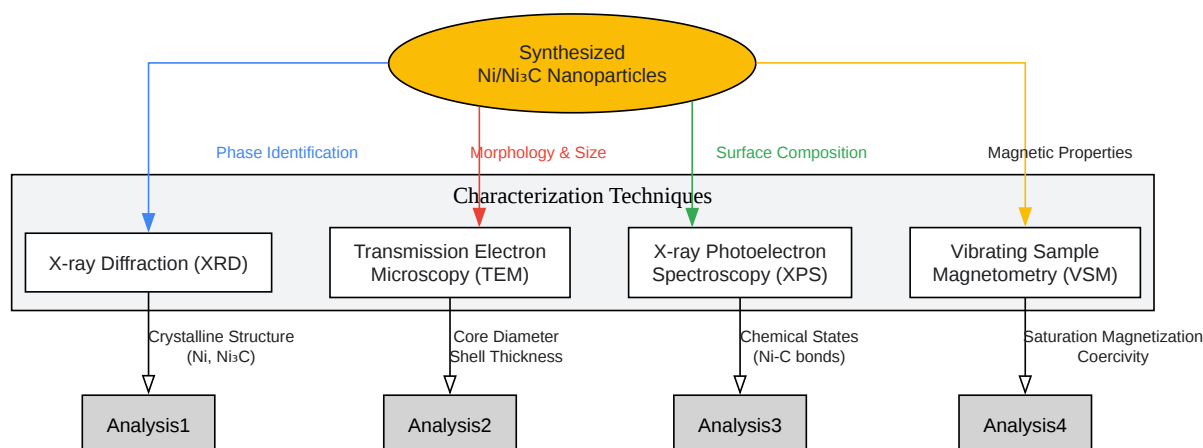 Synthesized
Ni/Ni₃C Nanoparticles
Phase Identification
Morphology & Size
Surface Composition
Magnetic Properties
Characterization Techniques
X-ray Diffraction (XRD)
Transmission Electron
Microscopy (TEM)
X-ray Photoelectron
Spectroscopy (XPS)
Vibrating Sample
Magnetometry (VSM)
Crystalline Structure
(Ni, Ni₃C)
Core Diameter
Shell Thickness
Chemical States
(Ni-C bonds)
Saturation Magnetization
Coercivity
Analysis1
Analysis2
Analysis3
Analysis4